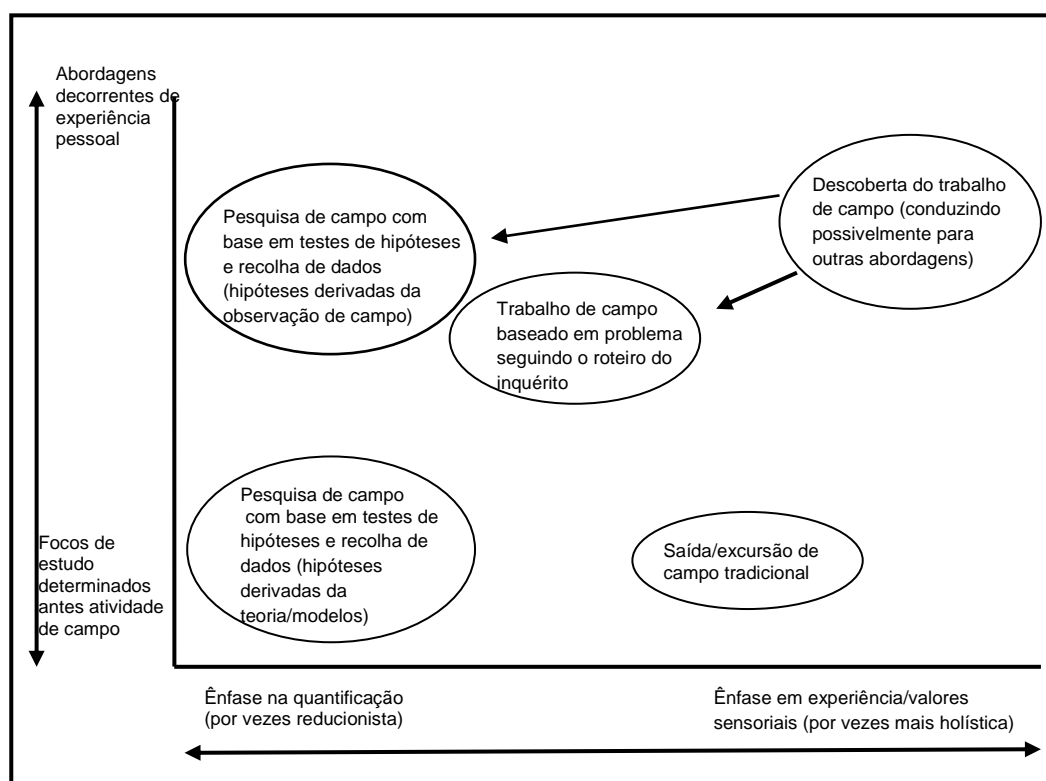 Abordagens
decorrentes de
experiência
pessoal
Descoberta do trabalho
de campo (conduzindo
possivelmente para
outras abordagens)
Pesquisa de campo com
base em testes de hipóteses
e recolha de dados
(hipóteses derivadas da
observação de campo)
Trabalho de campo
baseado em problema
seguindo o roteiro do
inquérito
Pesquisa de campo
com base em testes de
hipóteses e recolha de
dados (hipóteses
derivadas da
teoria/modelos)
Saída/excursão de
campo tradicional
Focos de
estudo
determinados
antes atividade
de campo
Ênfase na quantificação
(por vezes reducionista)
Ênfase em experiência/valores
sensoriais (por vezes mais holística)